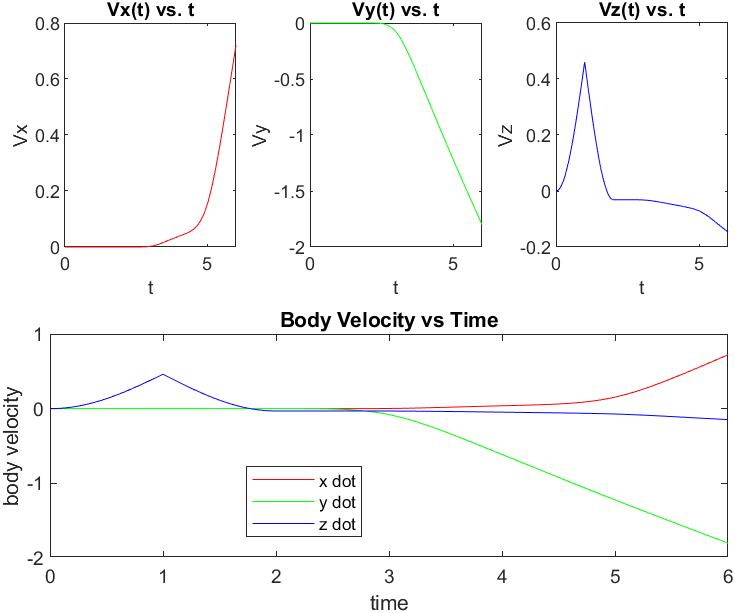 Vx(t) vs. t
0.8
0.6
0.4
0.2
0
Vx
0
5
t
Vy(t) vs. t
0
-0.5
-1
-1.5
-2
Vy
0
5
t
Vz(t) vs. t
0.6
0.4
0.2
0
-0.2
Vz
0
5
t
Body Velocity vs Time
1
0
-1
-2
body velocity
x dot
y dot
z dot
0
1
2
3
4
5
6
time